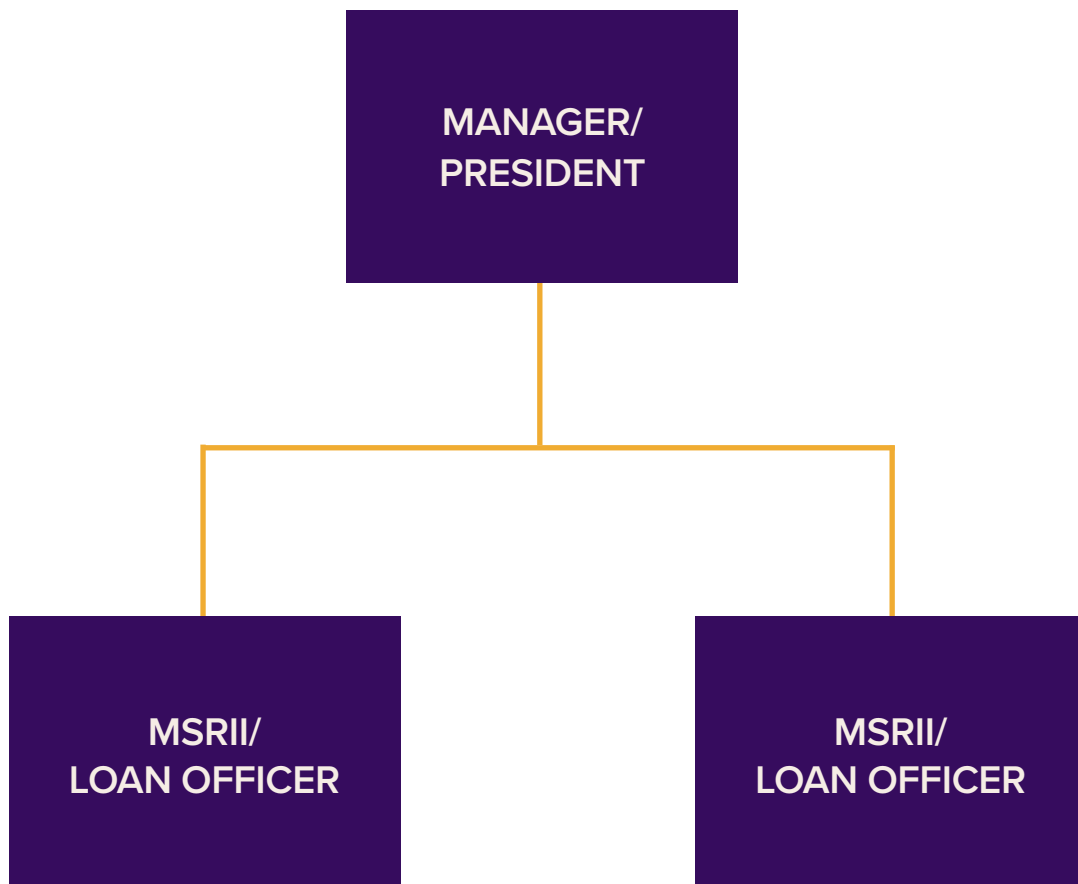 MANAGER/
PRESIDENT
MSRII/
LOAN OFFICER
MSRII/
LOAN OFFICER